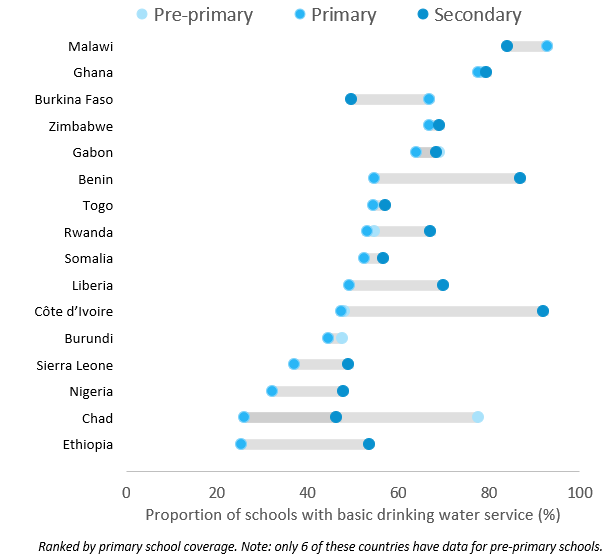 Pre-primary Primary Secondary
Malawi
Ghana
Burkina Faso
Zimbabwe
Gabon
Benin
Togo
Rwanda
Somalia
Liberia
Côte d’Ivoire
Burundi
Sierra Leone
Nigeria
Chad
Ethiopia
0 20 40 60 80 100
Proportion of schools with basic drinking water service (%)
Ranked by primary school coverage. Note: only 6 of these countries have data for pre-primary schools.